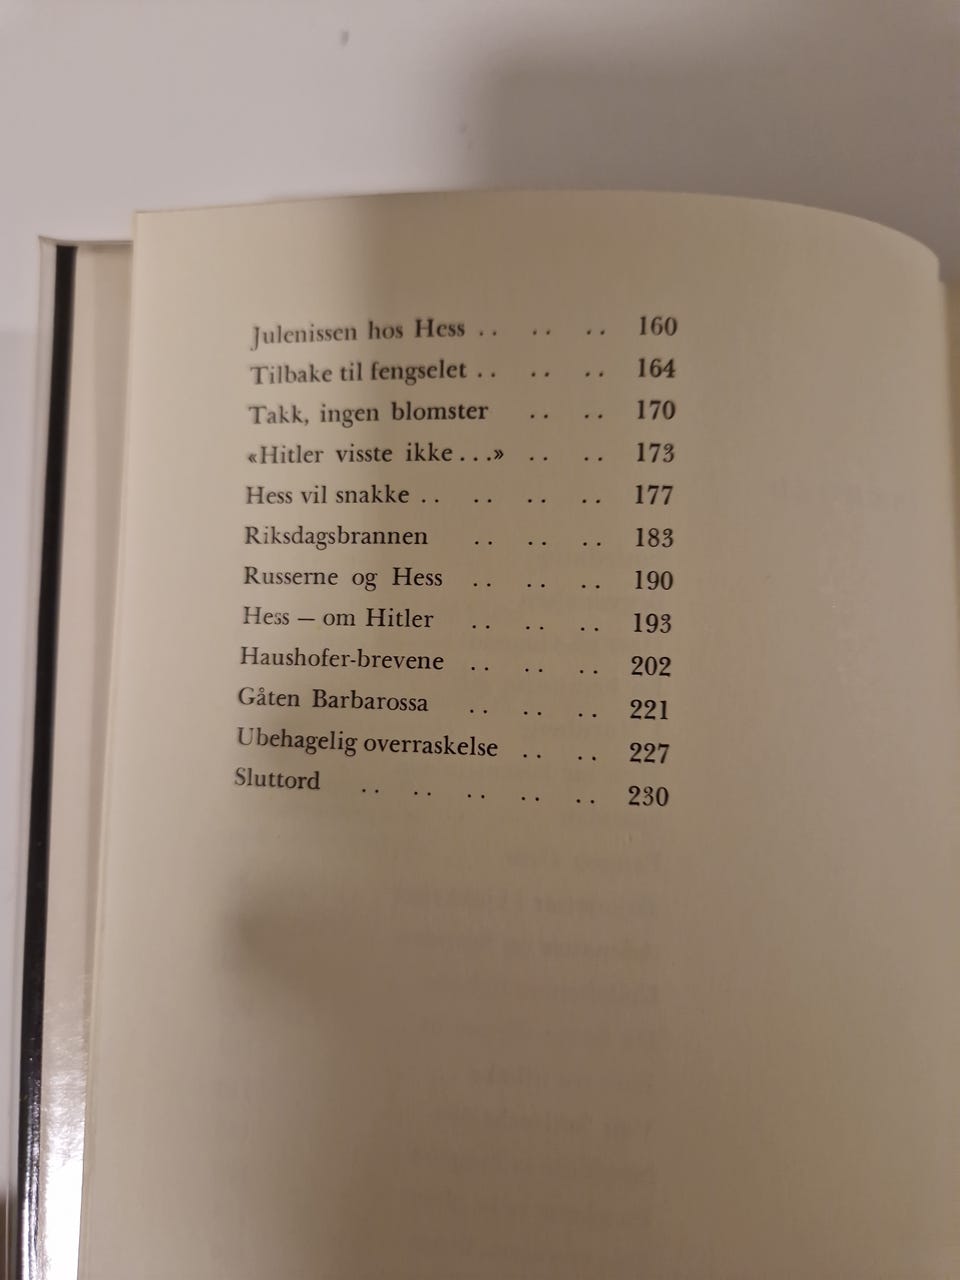 Julenissen hos Hess . . . . . . 160
Tilbake til fengselet . . . . . . 164
Takk, ingen blomster . . . . 170
«Hitler visste ikke . . .» . . . . 173
Hess vil snakke . . . . . . . . 177
Riksdagsbrannen . . . . . . 183
Russerne og Hess . . . . . . 190
Hess — om Hitler . . . . . . 193
Haushofer-brevene . . . . . . 202
Gåten Barbarossa . . . . . . 221
Ubehagelig overraskelse . . . . 227
Sluttord . . . . . . . . . . 230